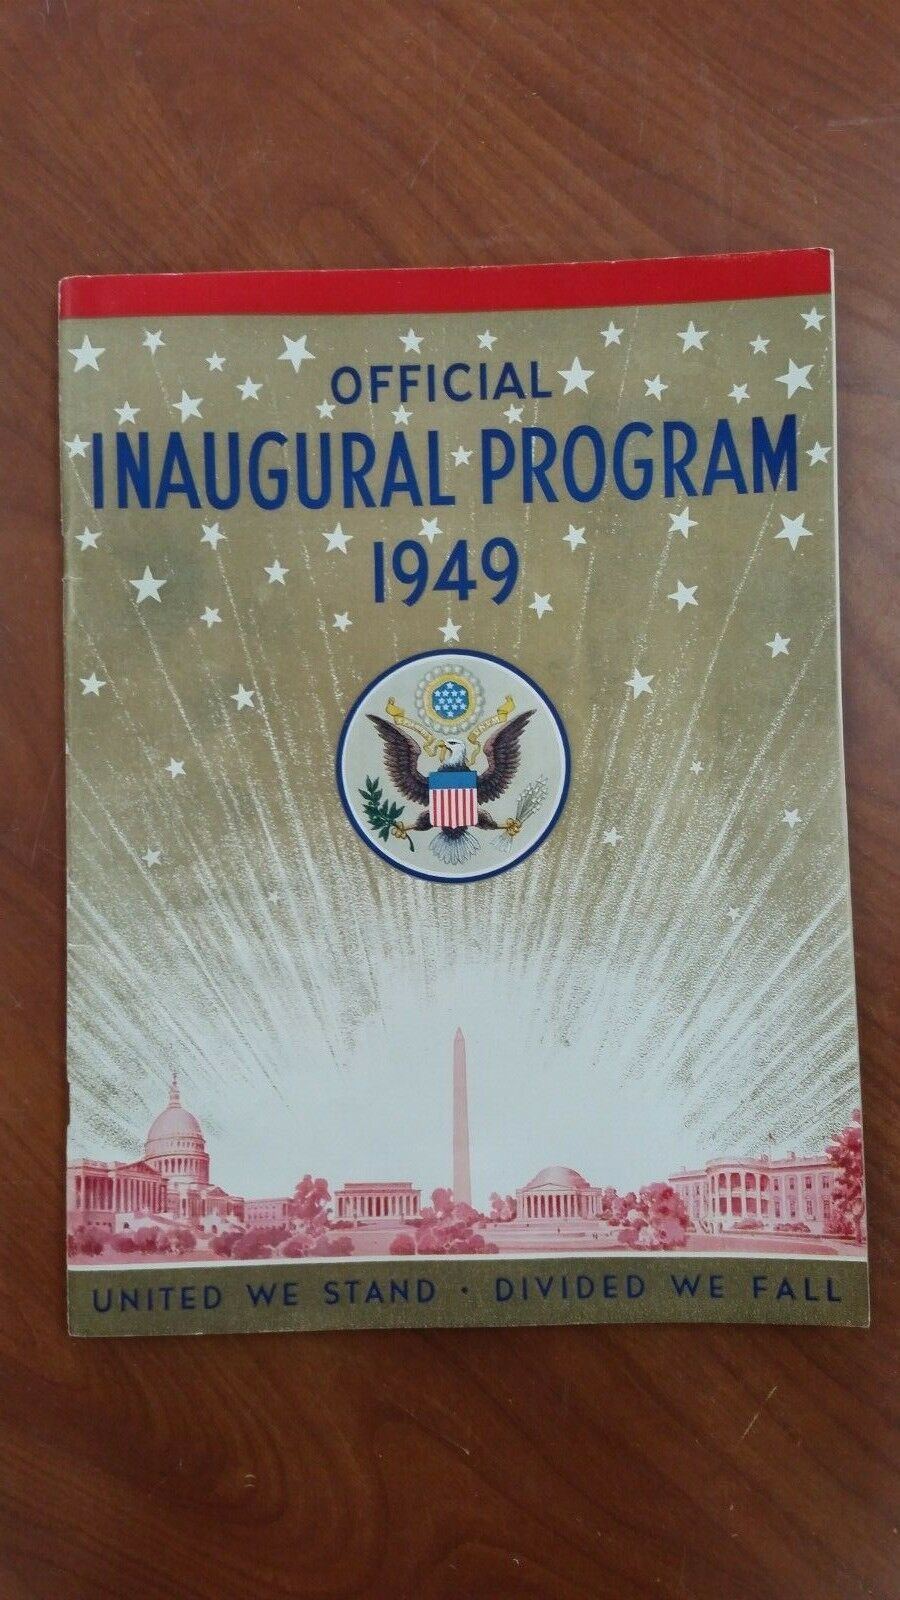 OFFICIAL
INAUGURAL PROGRAM
1949
UNITED WE STAND · DIVIDED WE FALL